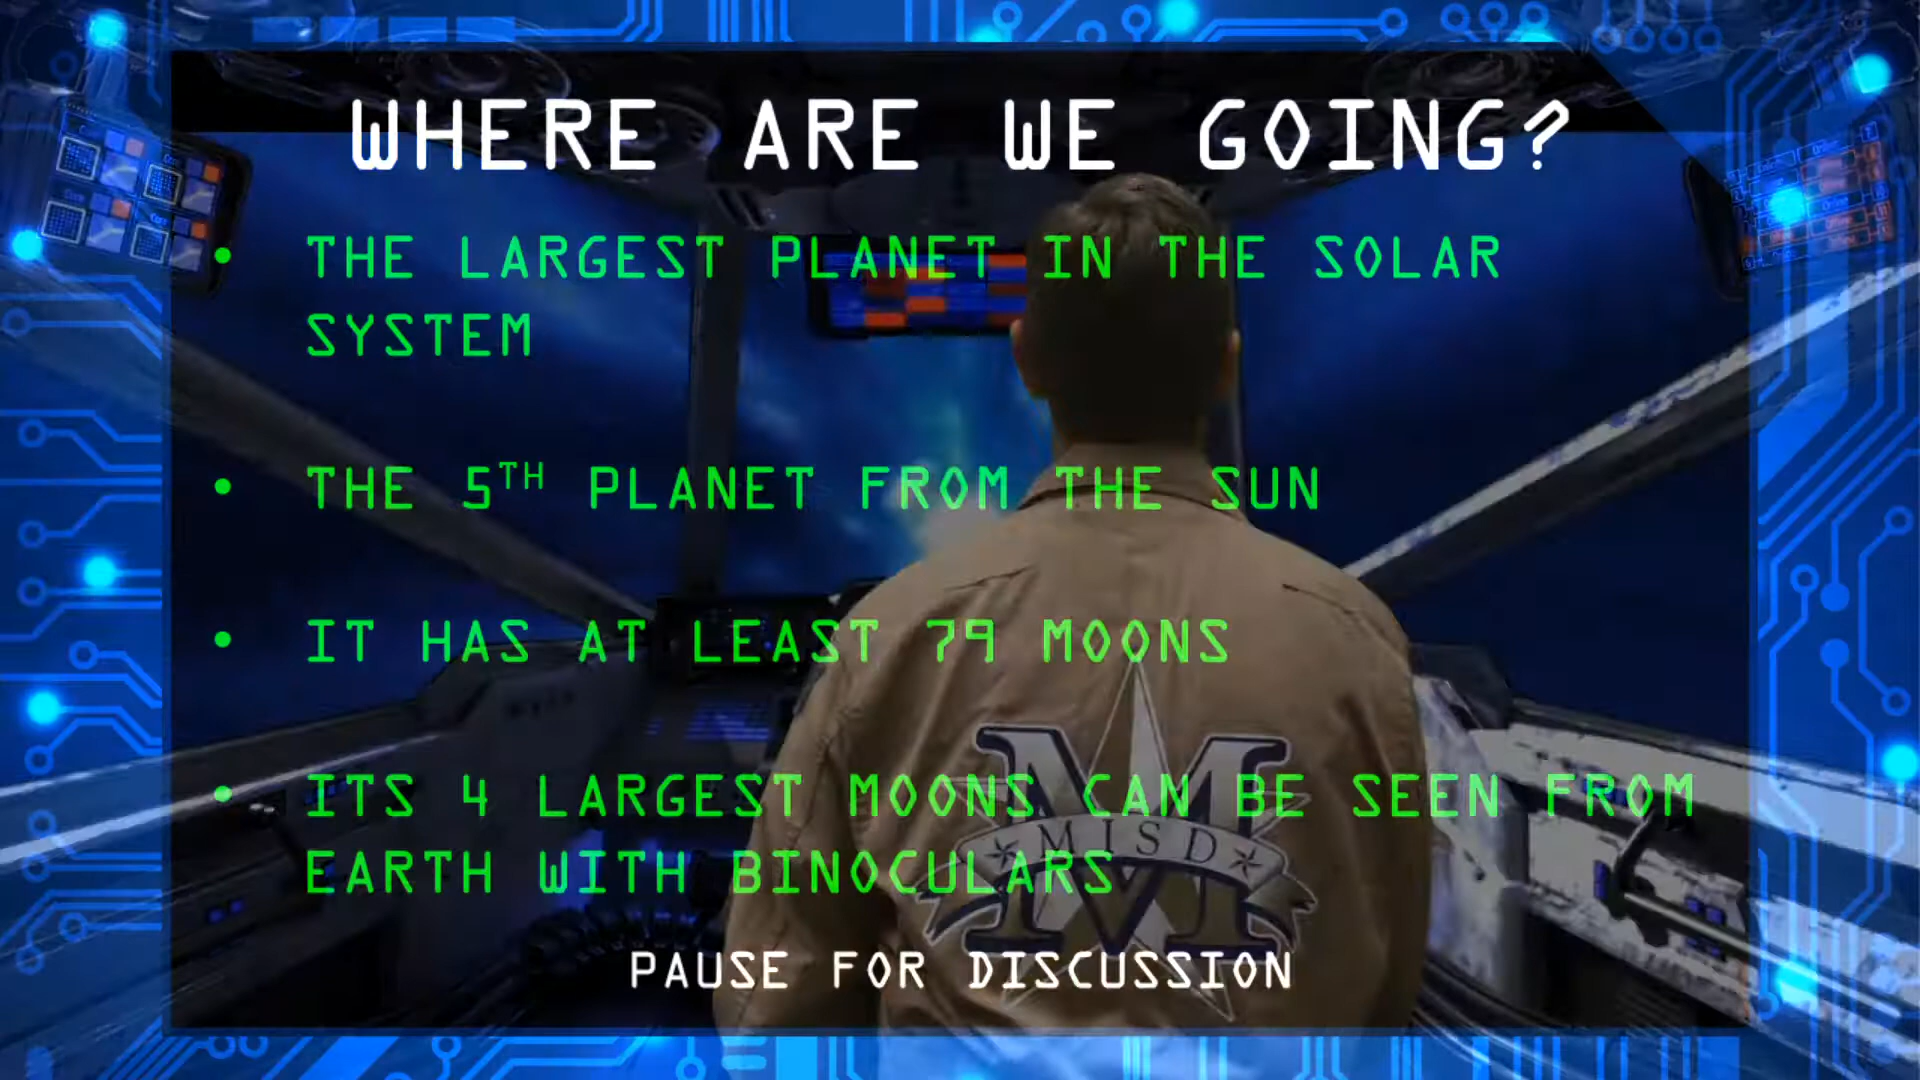 WHERE ARE WE GOING?
• THE LARGEST PLANET IN THE SOLAR
SYSTEM
• THE 5TH PLANET FROM THE SUN
• IT HAS AT LEAST 79 MOONS
• ITS 4 LARGEST MOONS CAN BE SEEN FROM
EARTH WITH BINOCULARS
M
MISD
PAUSE FOR DISCUSSION